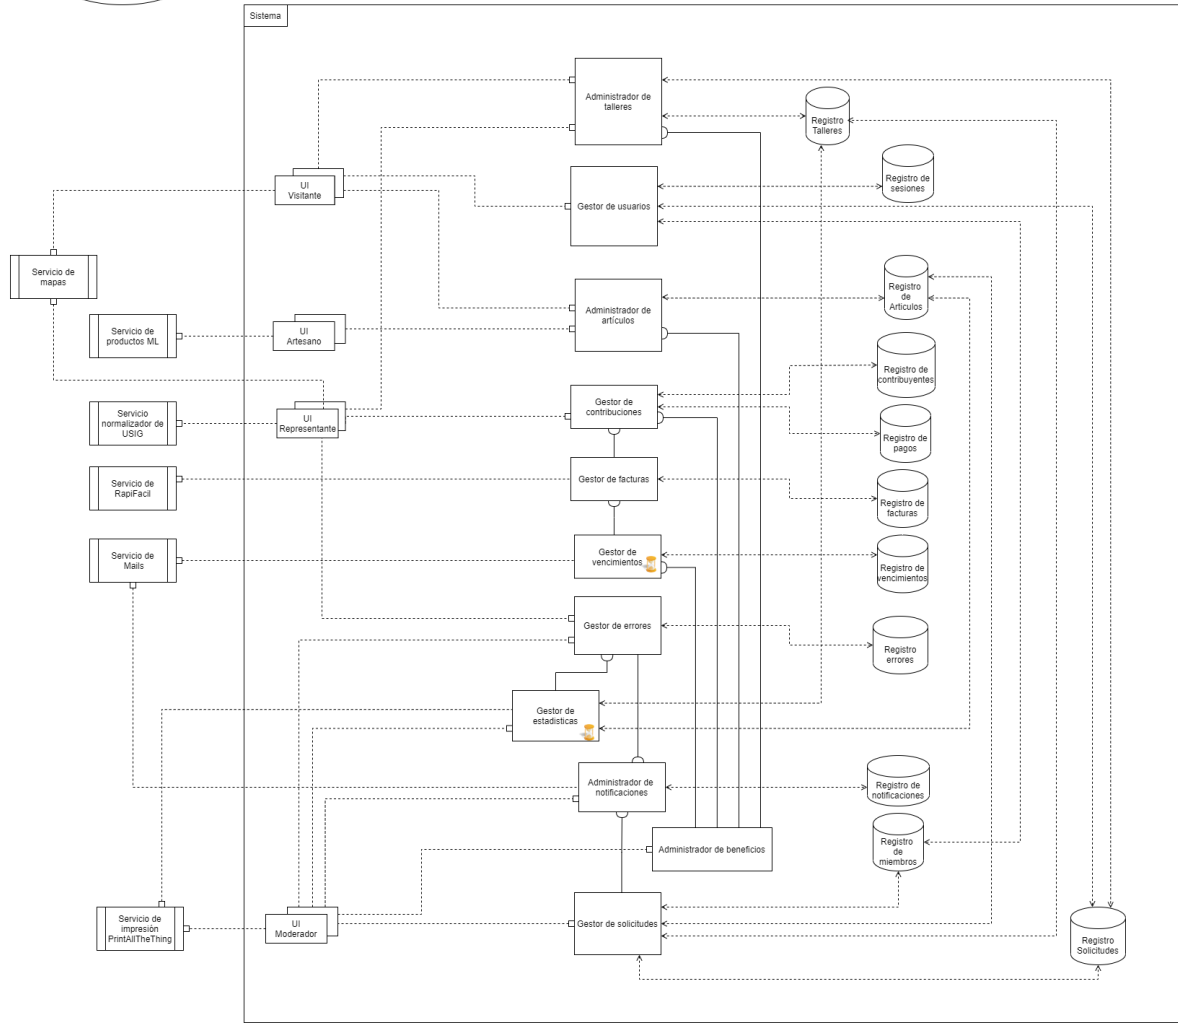 Sistema
Administrador de
talleres
Registro
Talleres
UI
Visitante
Gestor de usuarios
Registro de
sesiones
Servicio de
mapas
Administrador de
artículos
Registro
de
Articulos
Servicio de
productos ML
UI
Artesano
Registro de
contribuyentes
Servicio
normalizador de
USIG
UI
Representante
Gestor de
contribuciones
Registro de
pagos
Servicio de
RapiFacil
Gestor de facturas
Registro de
facturas
Servicio de
Mails
Gestor de
vencimientos
Registro de
vencimientos
Gestor de errores
Registro
errores
Gestor de
estadisticas
Administrador de
notificaciones
Registro de
notificaciones
Administrador de beneficios
Registro
de
miembros
Servicio de
impresión
PrintAllTheThing
UI
Moderador
Gestor de solicitudes
Registro
Solicitudes